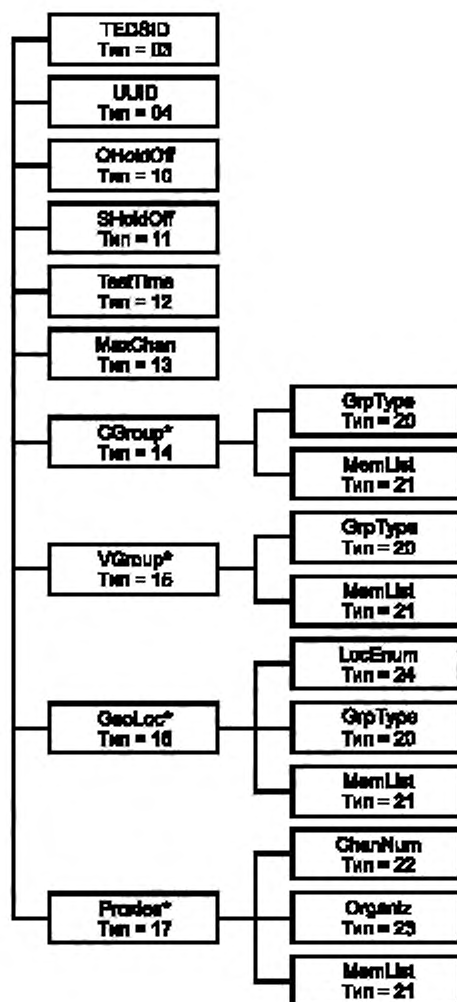 TEDSID
Тип = 03
UUID
Тип = 04
OHoldOff
Тип = 10
SHoldOff
Тип = 11
TestTime
Тип = 12
MaxChan
Тип = 13
CGroup*
Тип = 14
GrpType
Тип = 20
MemList
Тип = 21
VGroup*
Тип = 15
GrpType
Тип = 20
MemList
Тип = 21
GeoLoc*
Тип = 16
LocEnum
Тип = 24
GrpType
Тип = 20
MemList
Тип = 21
Proxies*
Тип = 17
ChanNum
Тип = 22
Organiz
Тип = 23
MemList
Тип = 21